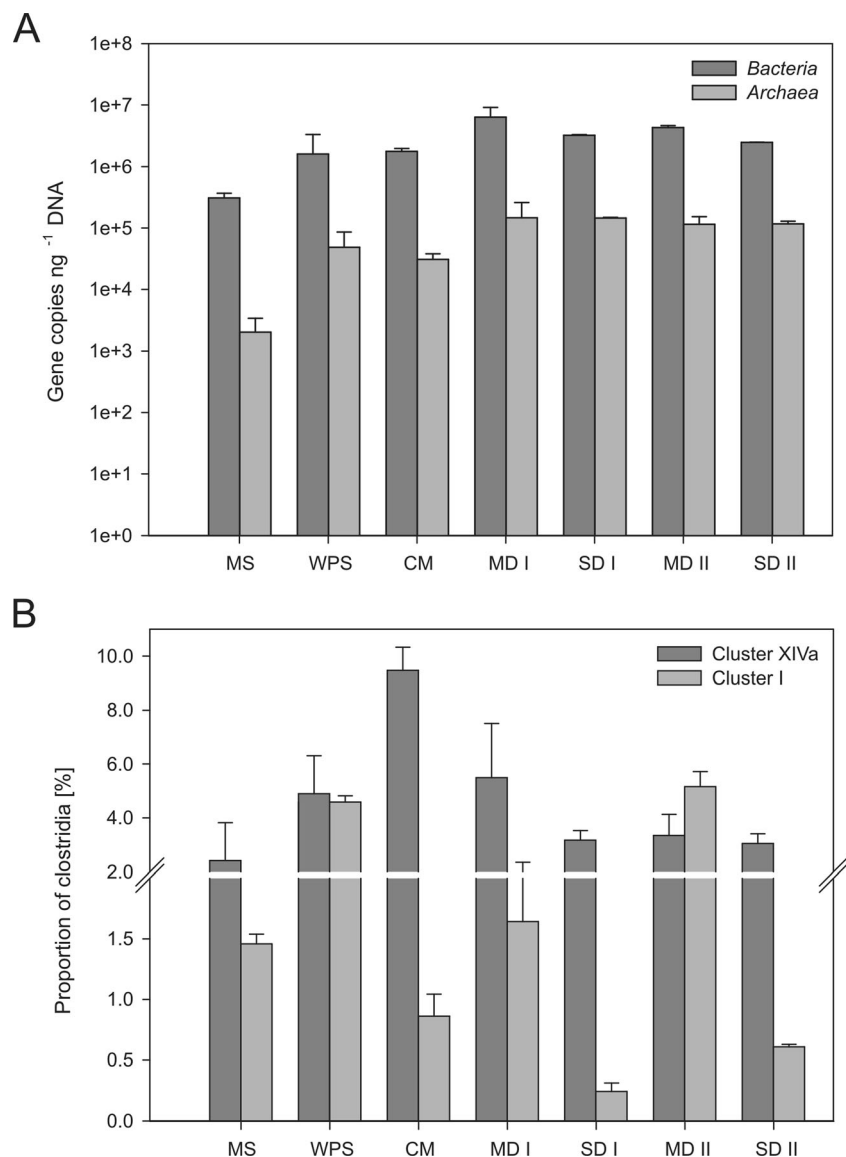 A
1e+8
1e+7
1e+6
1e+5
1e+4
1e+3
1e+2
1e+1
1e+0
Gene copies ng ⁻¹ DNA
Bacteria
Archaea
MS WPS CM MD I SD I MD II SD II
B
10.0
8.0
6.0
4.0
2.0
1.5
1.0
0.5
0.0
Proportion of clostridia [%]
Cluster XIVa
Cluster I
MS WPS CM MD I SD I MD II SD II